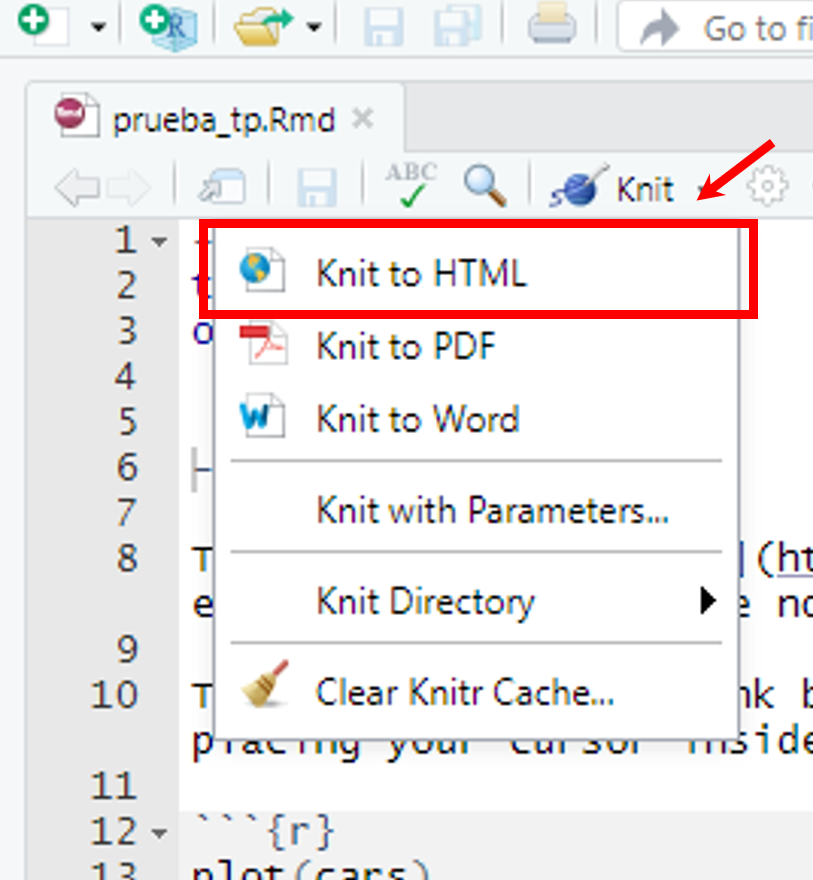 Go to fi
prueba_tp.Rmd
ABC
Knit
1
Knit to HTML
2
3
o
Knit to PDF
4
5
Knit to Word
6
7
Knit with Parameters...
8
T
](ht
e
Knit Directory
e no
9
10
T
Clear Knitr Cache...
nk b
placing your cursor inside
11
12 ```{r}
13 plot(cars)